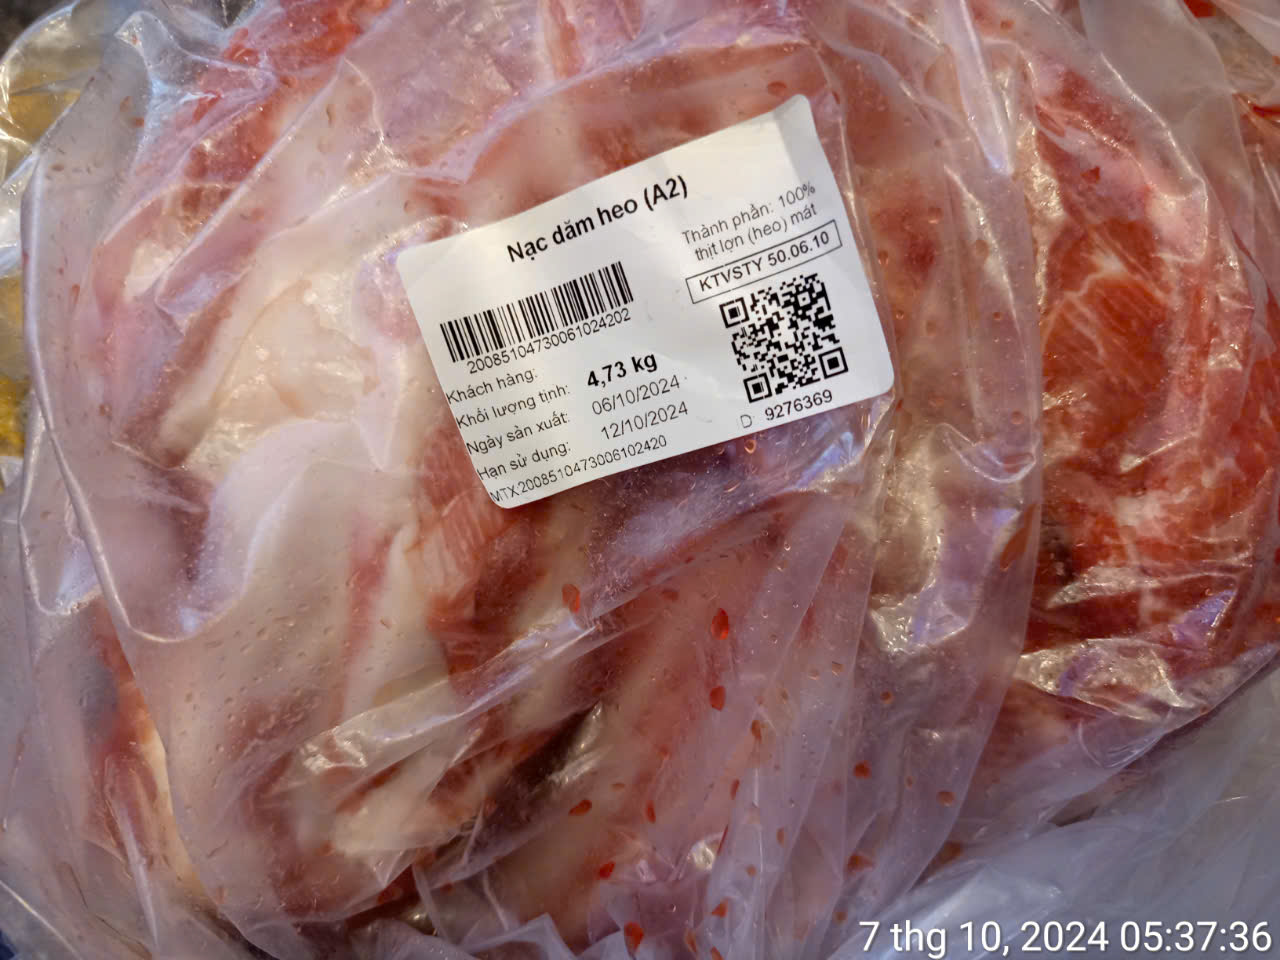 Nạc dăm heo (A2)
Thành phần: 100%
thịt lợn (heo) mát
KTVSTY 50.06.10
2008510473006102420​2
Khách hàng:
Khối lượng tịnh: 4,73 kg
Ngày sản xuất: 06/10/2024
Hạn sử dụng: 12/10/2024
MTX2008510473006102420
ID: 9276369
7 thg 10, 2024 05:37:36